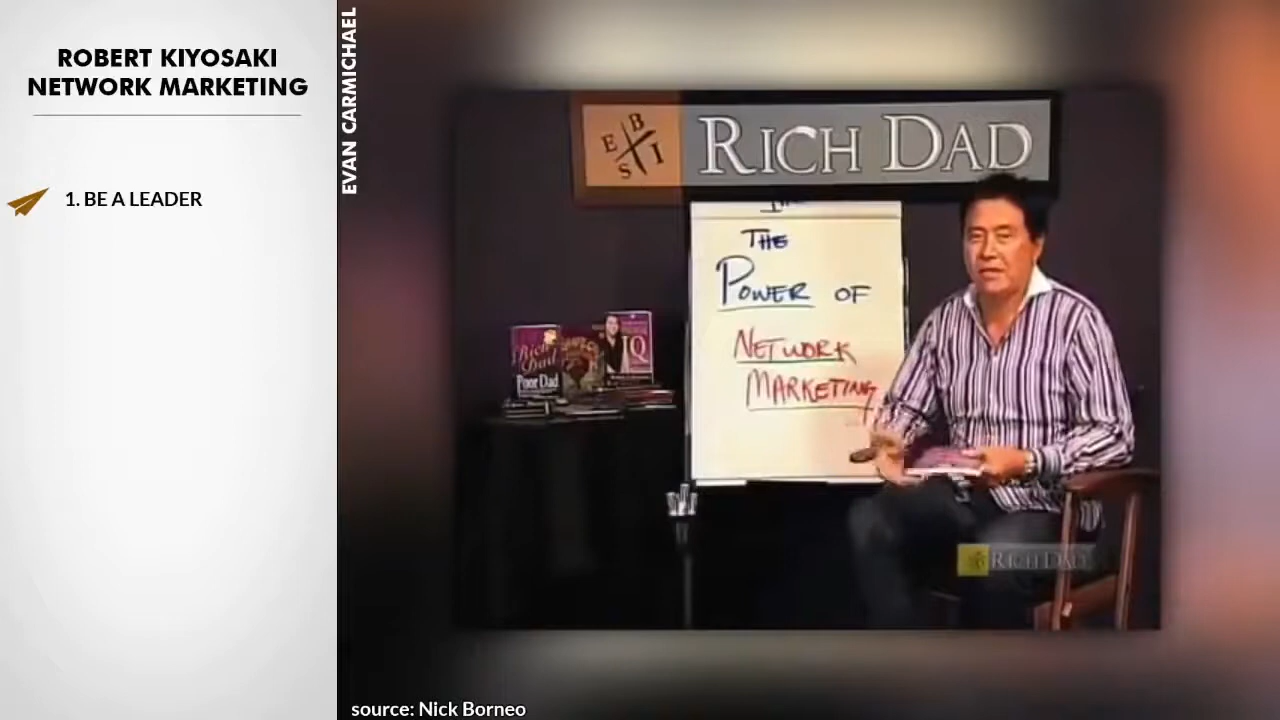 ROBERT KIYOSAKI
NETWORK MARKETING
1. BE A LEADER
EVAN CARMICHAEL
E B
S I
RICH DAD
THE
POWER OF
NETWORK
MARKETING
Rich
Dad
Poor Dad
IQ
RICH DAD
source: Nick Borneo